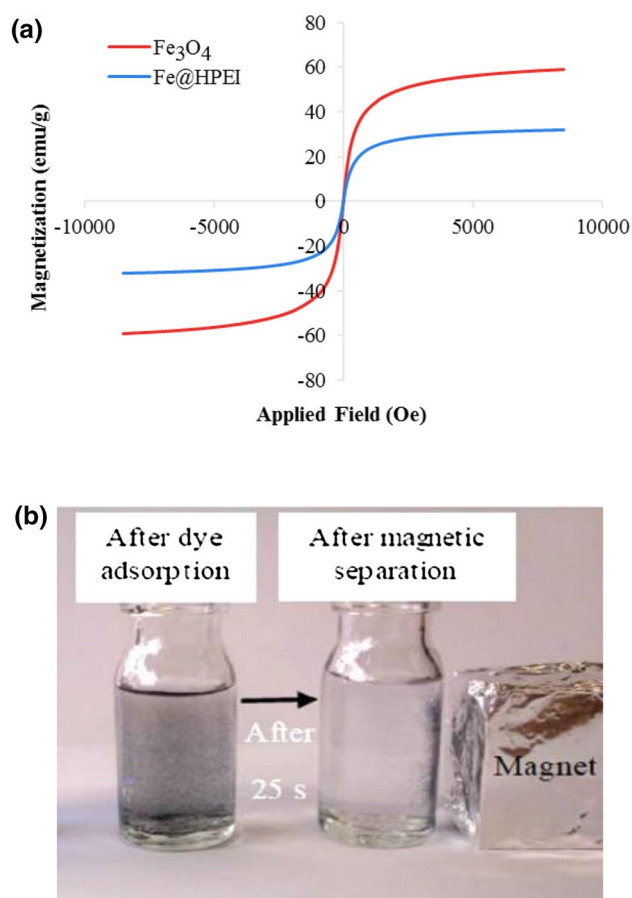 (a)
80
Fe3O4
Fe@HPEI
60
40
20
0
-10000
-5000
0
5000
10000
-20
-40
-60
-80
Magnetization (emu/g)
Applied Field (Oe)
(b)
After dye
adsorption
After magnetic
separation
After
25 s
Magnet